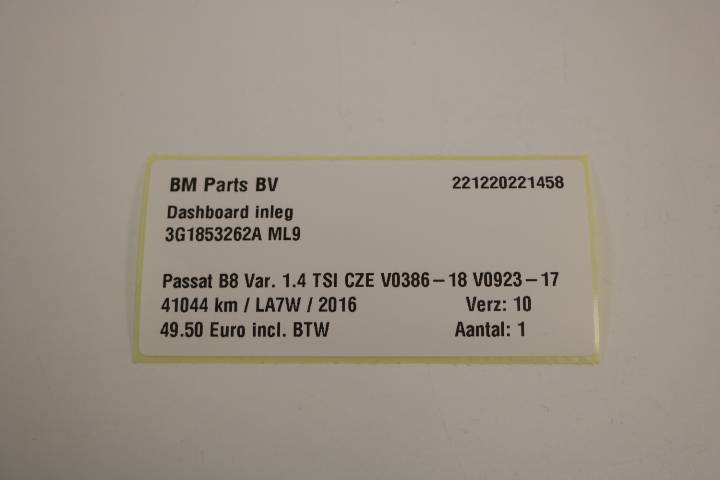 BM Parts BV 221220221458
Dashboard inleg
3G1853262A ML9
Passat B8 Var. 1.4 TSI CZE V0386-18 V0923-17
41044 km / LA7W / 2016 Verz: 10
49.50 Euro incl. BTW Aantal: 1